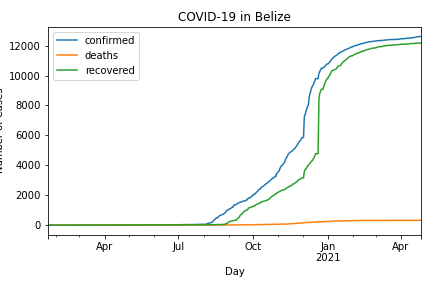 COVID-19 in Belize
confirmed
deaths
recovered
12000
10000
8000
6000
4000
2000
0
Apr
Jul
Oct
Jan
2021
Apr
Day